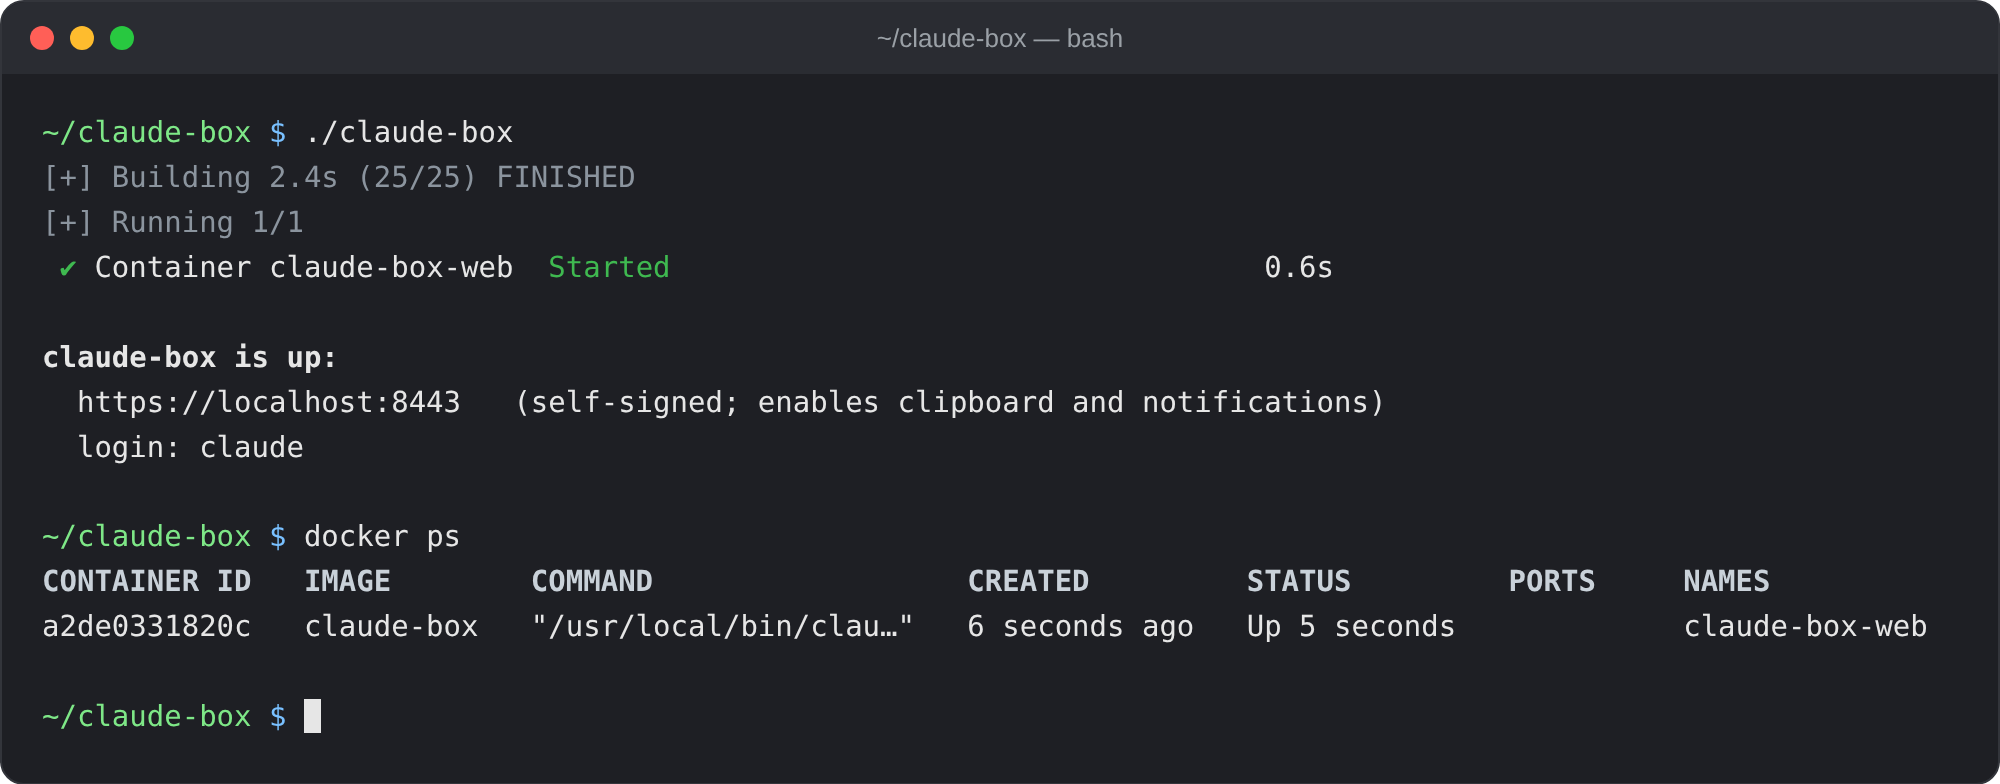 ~/claude-box — bash
~/claude-box $ ./claude-box
[+] Building 2.4s (25/25) FINISHED
[+] Running 1/1
✔ Container claude-box-web  Started                                  0.6s
claude-box is up:
  https://localhost:8443   (self-signed; enables clipboard and notifications)
  login: claude
~/claude-box $ docker ps
CONTAINER ID   IMAGE        COMMAND                  CREATED         STATUS         PORTS     NAMES
a2de0331820c   claude-box   "/usr/local/bin/clau…"   6 seconds ago   Up 5 seconds             claude-box-web
~/claude-box $